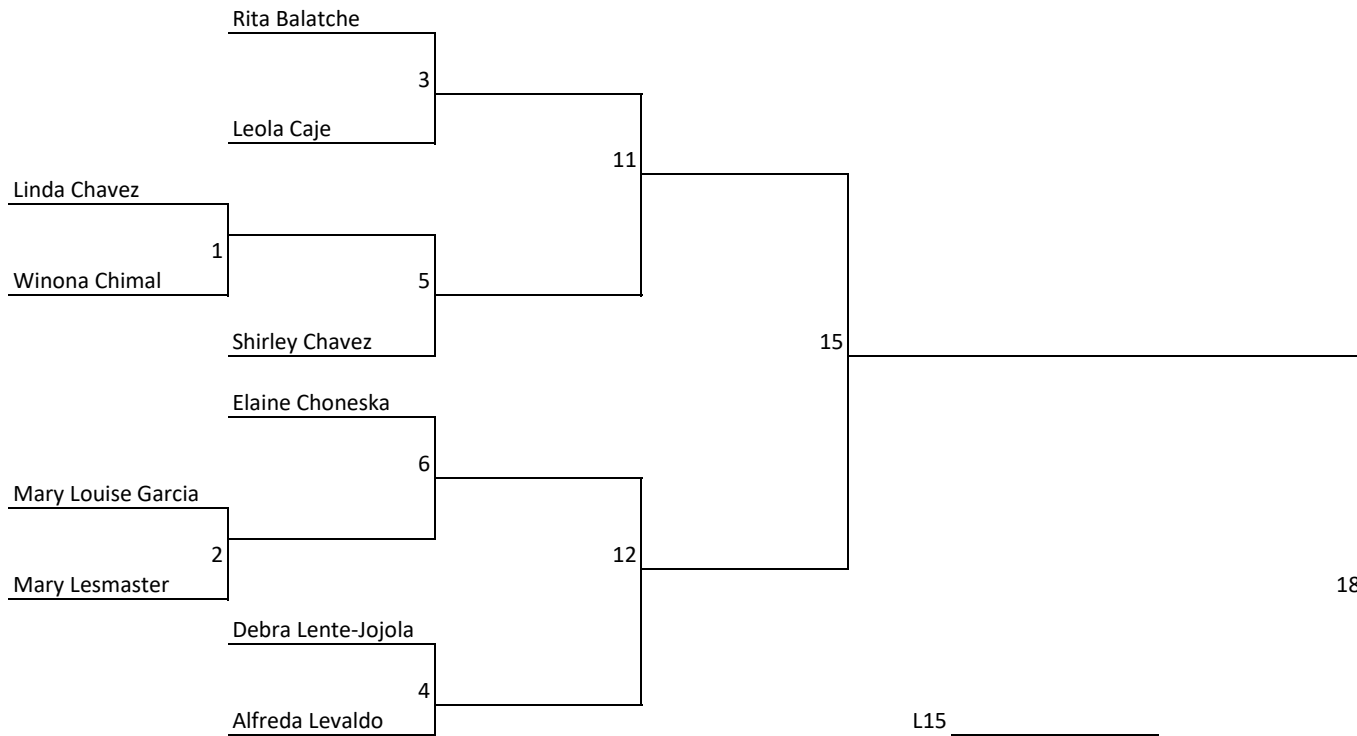 Rita Balatche
3
Leola Caje
11
Linda Chavez
1
Winona Chimal
5
Shirley Chavez
15
Elaine Choneska
6
Mary Louise Garcia
2
12
Mary Lesmaster
18
Debra Lente-Jojola
4
Alfreda Levaldo
L15